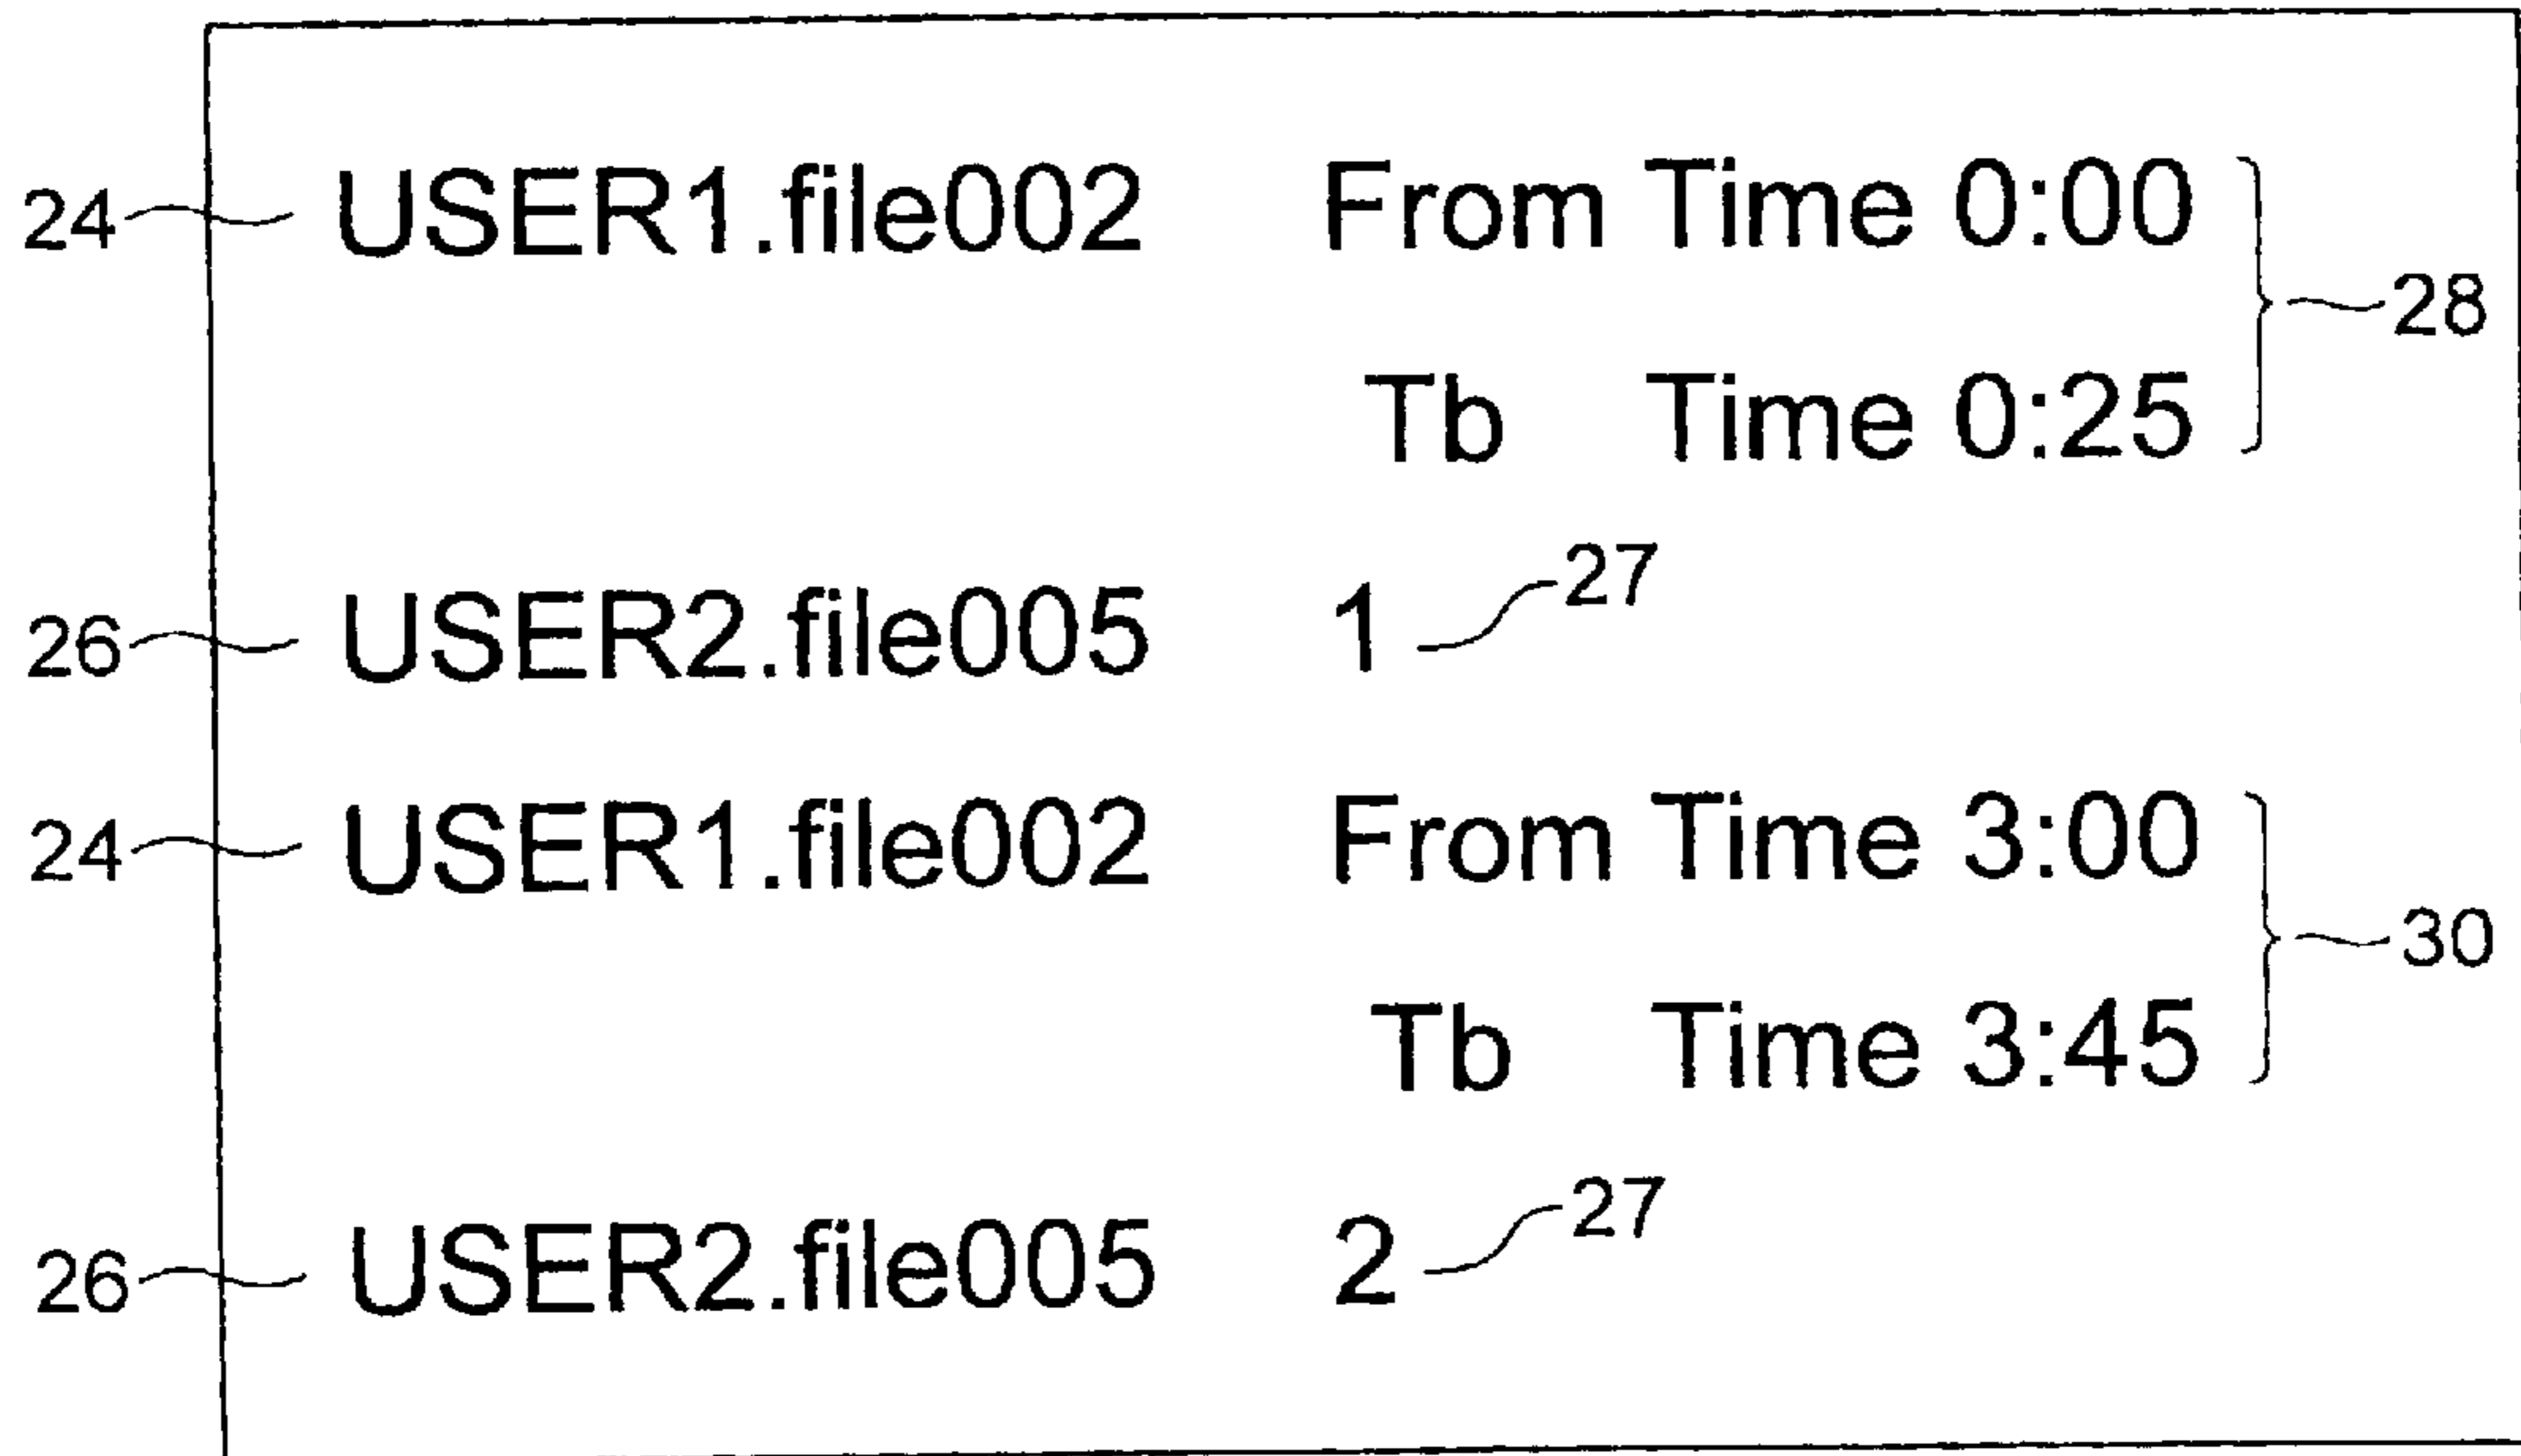 24 USER1.file002 From Time 0:00
28
Tb Time 0:25
27
26 USER2.file005 1
24 USER1.file002 From Time 3:00
30
Tb Time 3:45
27
26 USER2.file005 2